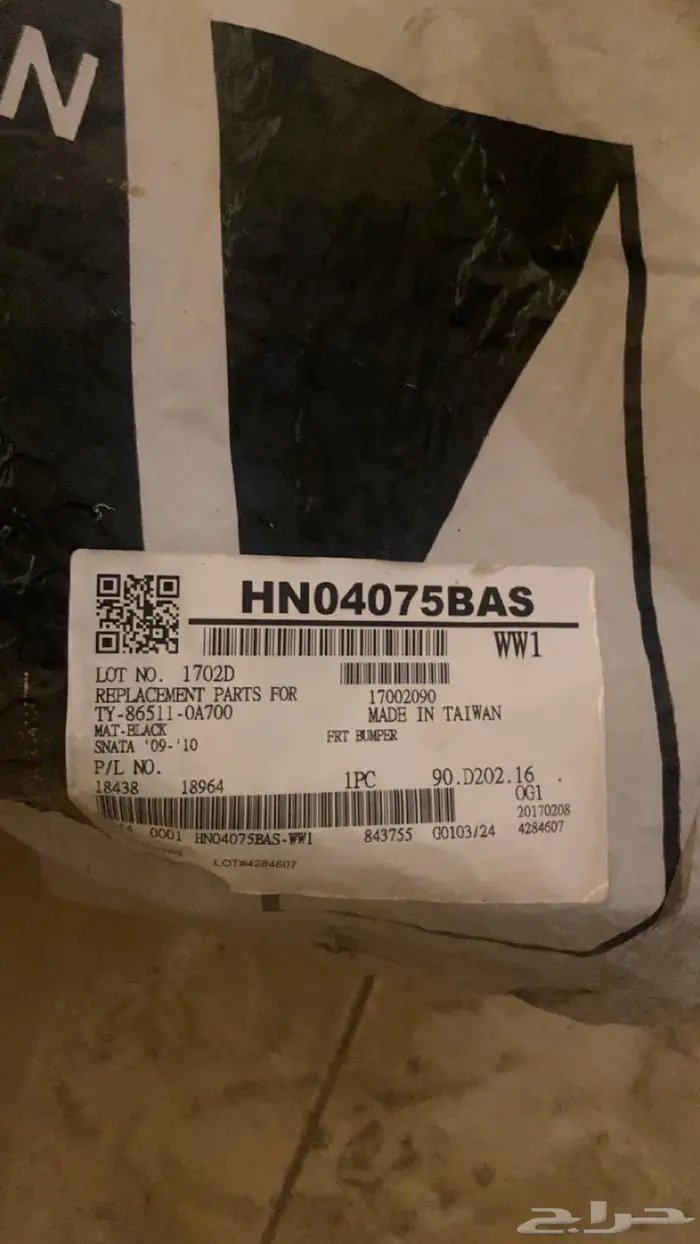 N
HN04075BAS
WW1
LOT NO. 1702D
REPLACEMENT PARTS FOR 17002090
TY-86511-0A700 MADE IN TAIWAN
MAT-BLACK FRT BUMPER
SNATA '09-'10
P/L NO.
18438 18964 1PC 90.D202.16 .
0G1
20170208
0001 HN04075BAS-WW1 843755 G0103/24 4284607
LOT#4284607
حراج